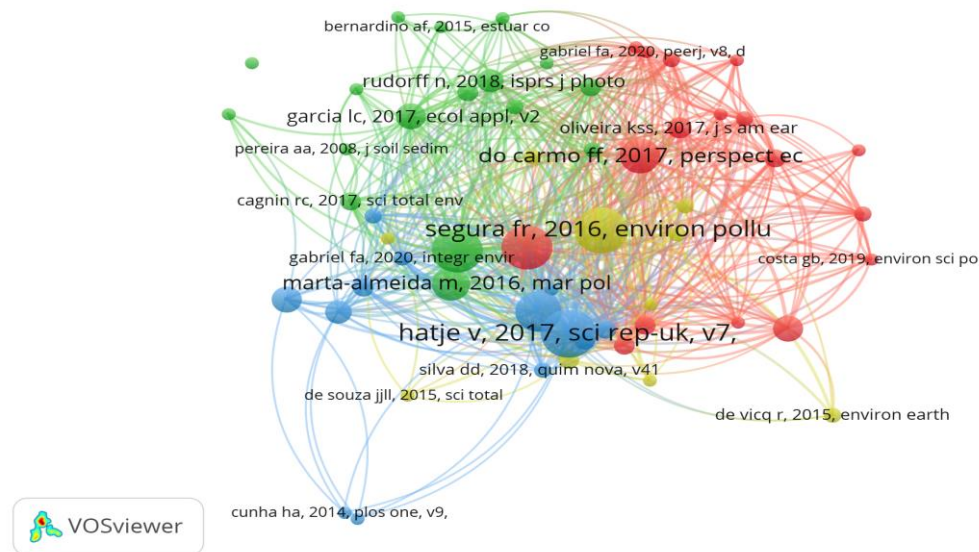 bernardino af, 2015, estuar co
gabriel fa, 2020, peerj, v8, d
rudorff n, 2018, isprs j photo
garcia lc, 2017, ecol appl, v2
oliveira kss, 2017, j s am ear
pereira aa, 2008, j soil sedim
do carmo ff, 2017, perspect ec
cagnin rc, 2017, sci total env
segura fr, 2016, environ pollu
gabriel fa, 2020, integr envir
costa gb, 2019, environ sci po
marta-almeida m, 2016, mar pol
hatje v, 2017, sci rep-uk, v7,
silva dd, 2018, quim nova, v41
de souza jjll, 2015, sci total
de vicq r, 2015, environ earth
cunha ha, 2014, plos one, v9,
VOSviewer